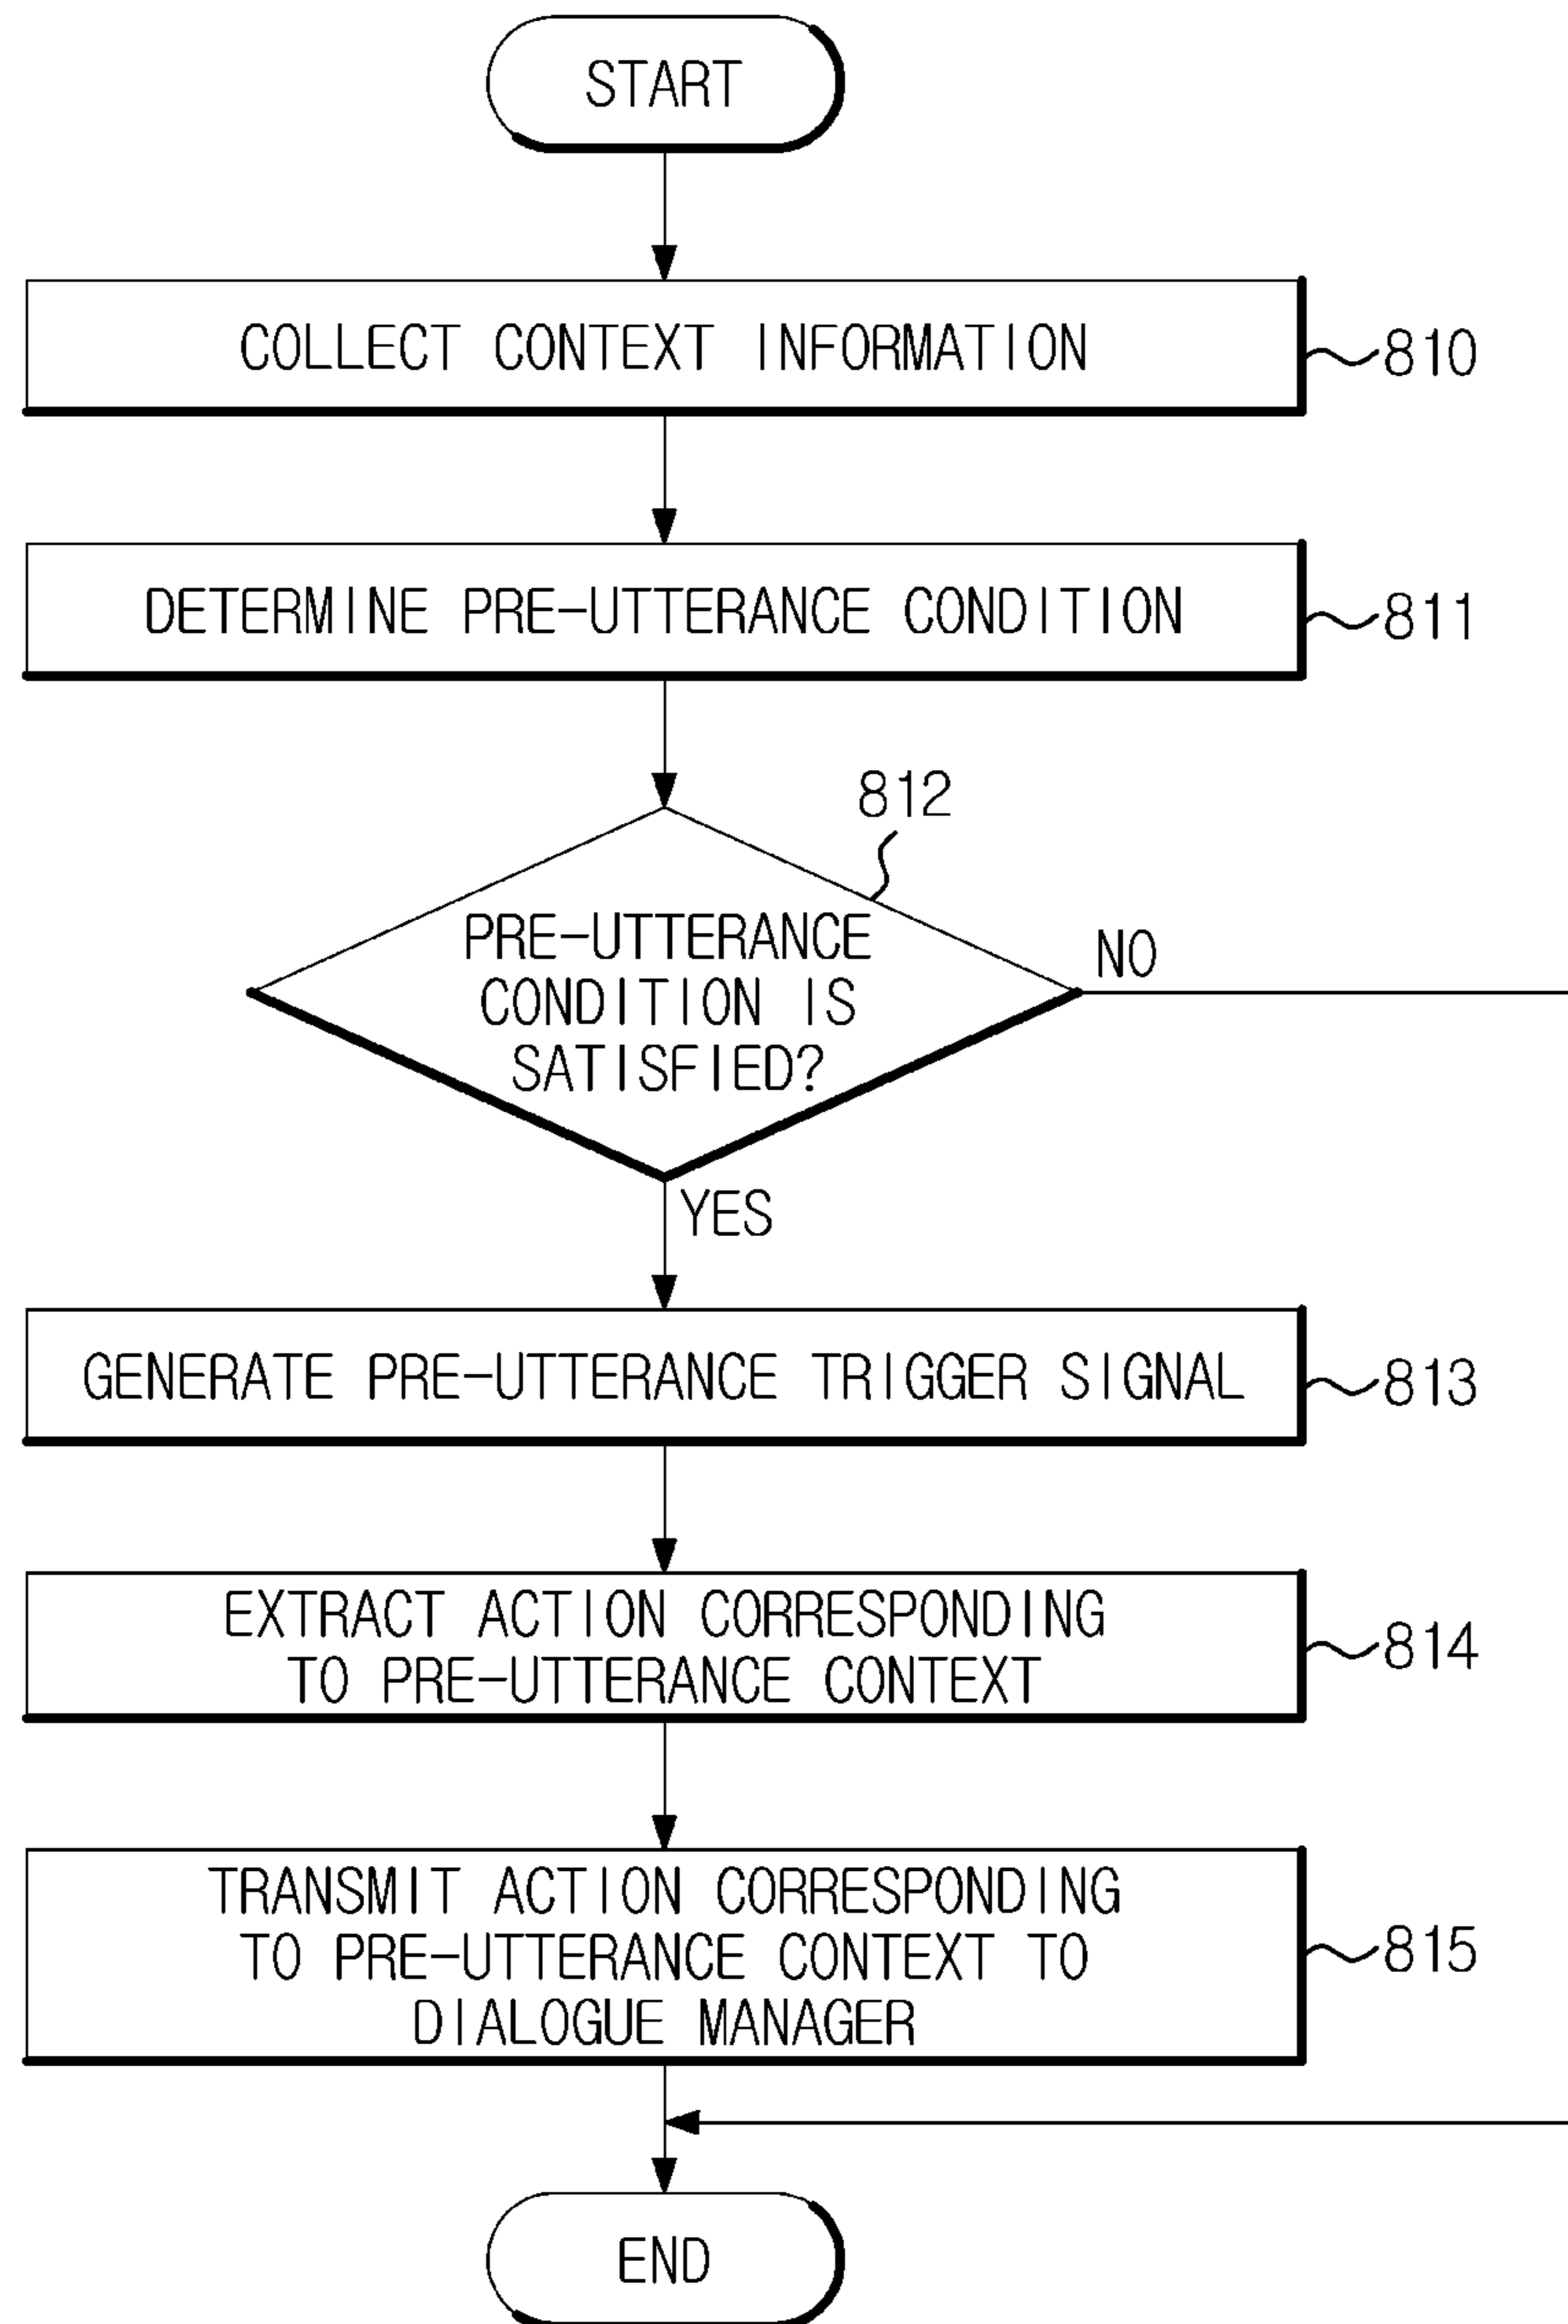 START
COLLECT CONTEXT INFORMATION
810
DETERMINE PRE-UTTERANCE CONDITION
811
812
PRE-UTTERANCE
CONDITION IS
SATISFIED?
NO
YES
GENERATE PRE-UTTERANCE TRIGGER SIGNAL
813
EXTRACT ACTION CORRESPONDING
TO PRE-UTTERANCE CONTEXT
814
TRANSMIT ACTION CORRESPONDING
TO PRE-UTTERANCE CONTEXT TO
DIALOGUE MANAGER
815
END